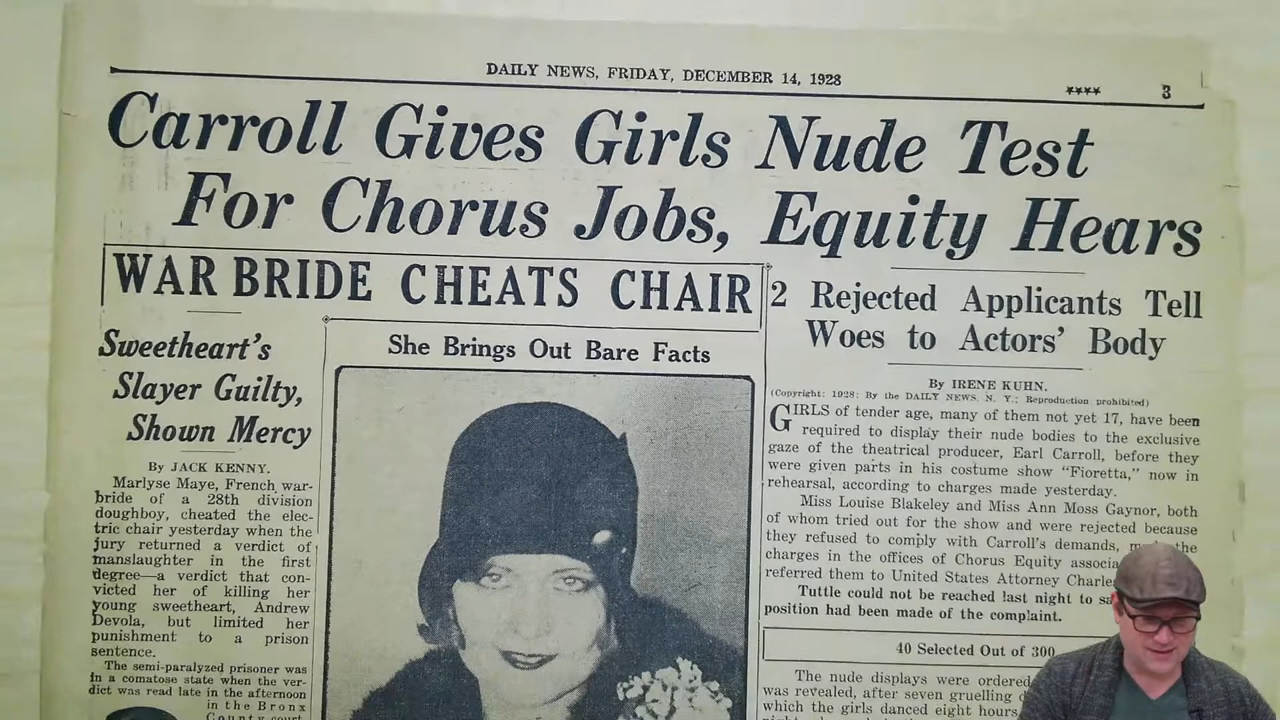 DAILY NEWS, FRIDAY, DECEMBER 14, 1928
**** 3
Carroll Gives Girls Nude Test
For Chorus Jobs, Equity Hears
WAR BRIDE CHEATS CHAIR
Sweetheart's
Slayer Guilty,
Shown Mercy
By JACK KENNY.
Marlyse Maye, French war-
bride of a 28th division
doughboy, cheated the elec-
tric chair yesterday when the
jury returned a verdict of
manslaughter in the first
degree—a verdict that con-
victed her of killing her
young sweetheart, Andrew
Devola, but limited her
punishment to a prison
sentence.
The semi-paralyzed prisoner was
in a comatose state when the ver-
dict was read late in the afternoon
in the Bronx
County court
She Brings Out Bare Facts
2 Rejected Applicants Tell
Woes to Actors' Body
By IRENE KUHN.
(Copyright: 1928: By the DAILY NEWS, N. Y.; Reproduction prohibited)
GIRLS of tender age, many of them not yet 17, have been
required to display their nude bodies to the exclusive
gaze of the theatrical producer, Earl Carroll, before they
were given parts in his costume show "Fioretta," now in
rehearsal, according to charges made yesterday.
Miss Louise Blakeley and Miss Ann Moss Gaynor, both
of whom tried out for the show and were rejected because
they refused to comply with Carroll's demands, the
charges in the offices of Chorus Equity
referred them to United States Attorney
Tuttle could not be reached last night to
position had been made of the complaint.
40 Selected Out of 300
The nude displays were ordered
was revealed, after seven gruelling
which the girls danced eight hours